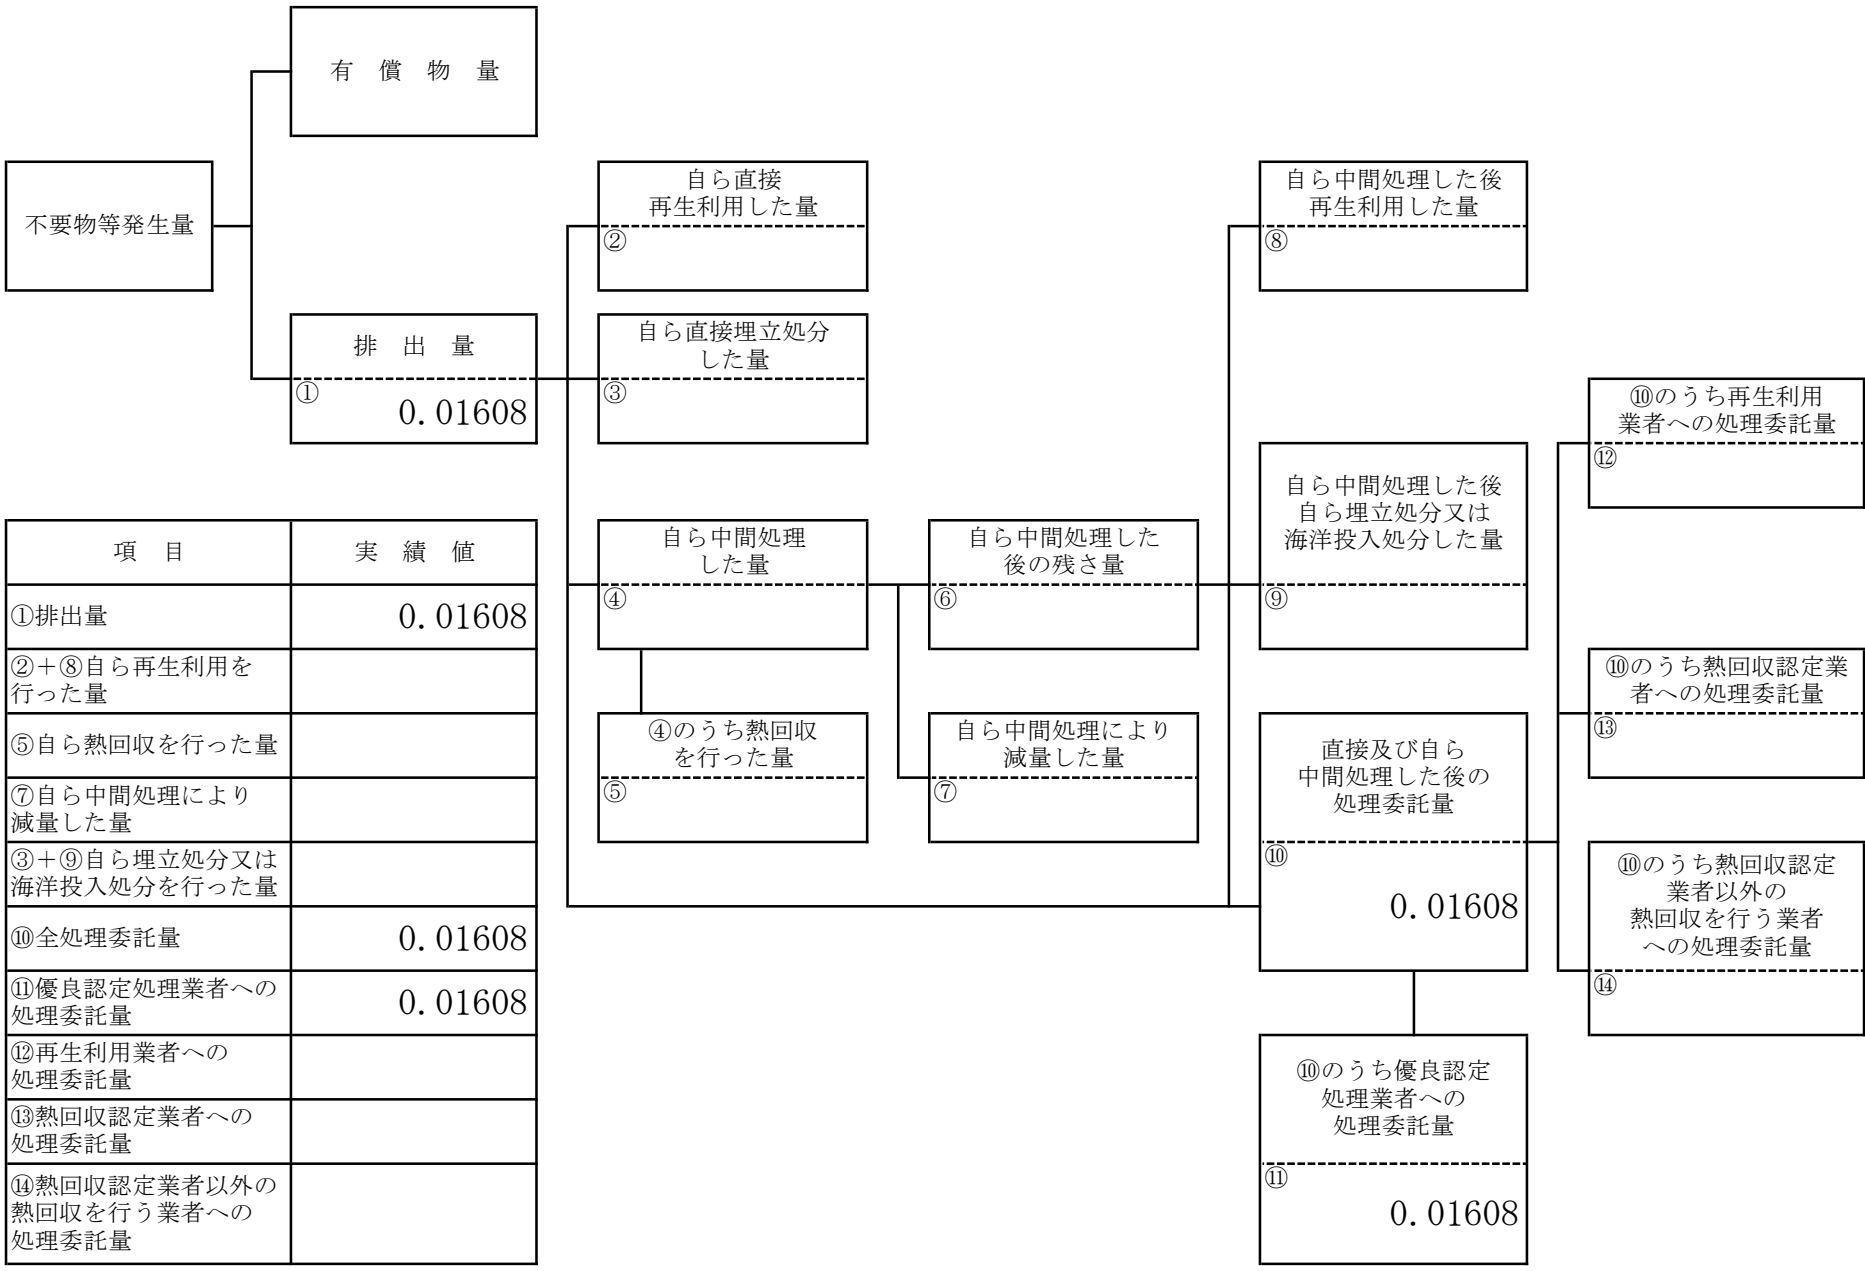 有 償 物 量
不要物等発生量
排 出 量
①
0.01608
自ら直接
再生利用した量
②
自ら直接埋立処分
した量
③
自ら中間処理
した量
④
④のうち熱回収
を行った量
⑤
自ら中間処理した
後の残さ量
⑥
自ら中間処理により
減量した量
⑦
自ら中間処理した後
再生利用した量
⑧
自ら中間処理した後
自ら埋立処分又は
海洋投入処分した量
⑨
直接及び自ら
中間処理した後の
処理委託量
⑩
0.01608
⑩のうち優良認定
処理業者への
処理委託量
⑪
0.01608
⑩のうち再生利用
業者への処理委託量
⑫
⑩のうち熱回収認定業
者への処理委託量
⑬
⑩のうち熱回収認定
業者以外の
熱回収を行う業者
への処理委託量
⑭
項 目 実 績 値
①排出量 0.01608
②+⑧自ら再生利用を
行った量
⑤自ら熱回収を行った量
⑦自ら中間処理により
減量した量
③+⑨自ら埋立処分又は
海洋投入処分を行った量
⑩全処理委託量 0.01608
⑪優良認定処理業者への
処理委託量 0.01608
⑫再生利用業者への
処理委託量
⑬熱回収認定業者への
処理委託量
⑭熱回収認定業者以外の
熱回収を行う業者への
処理委託量